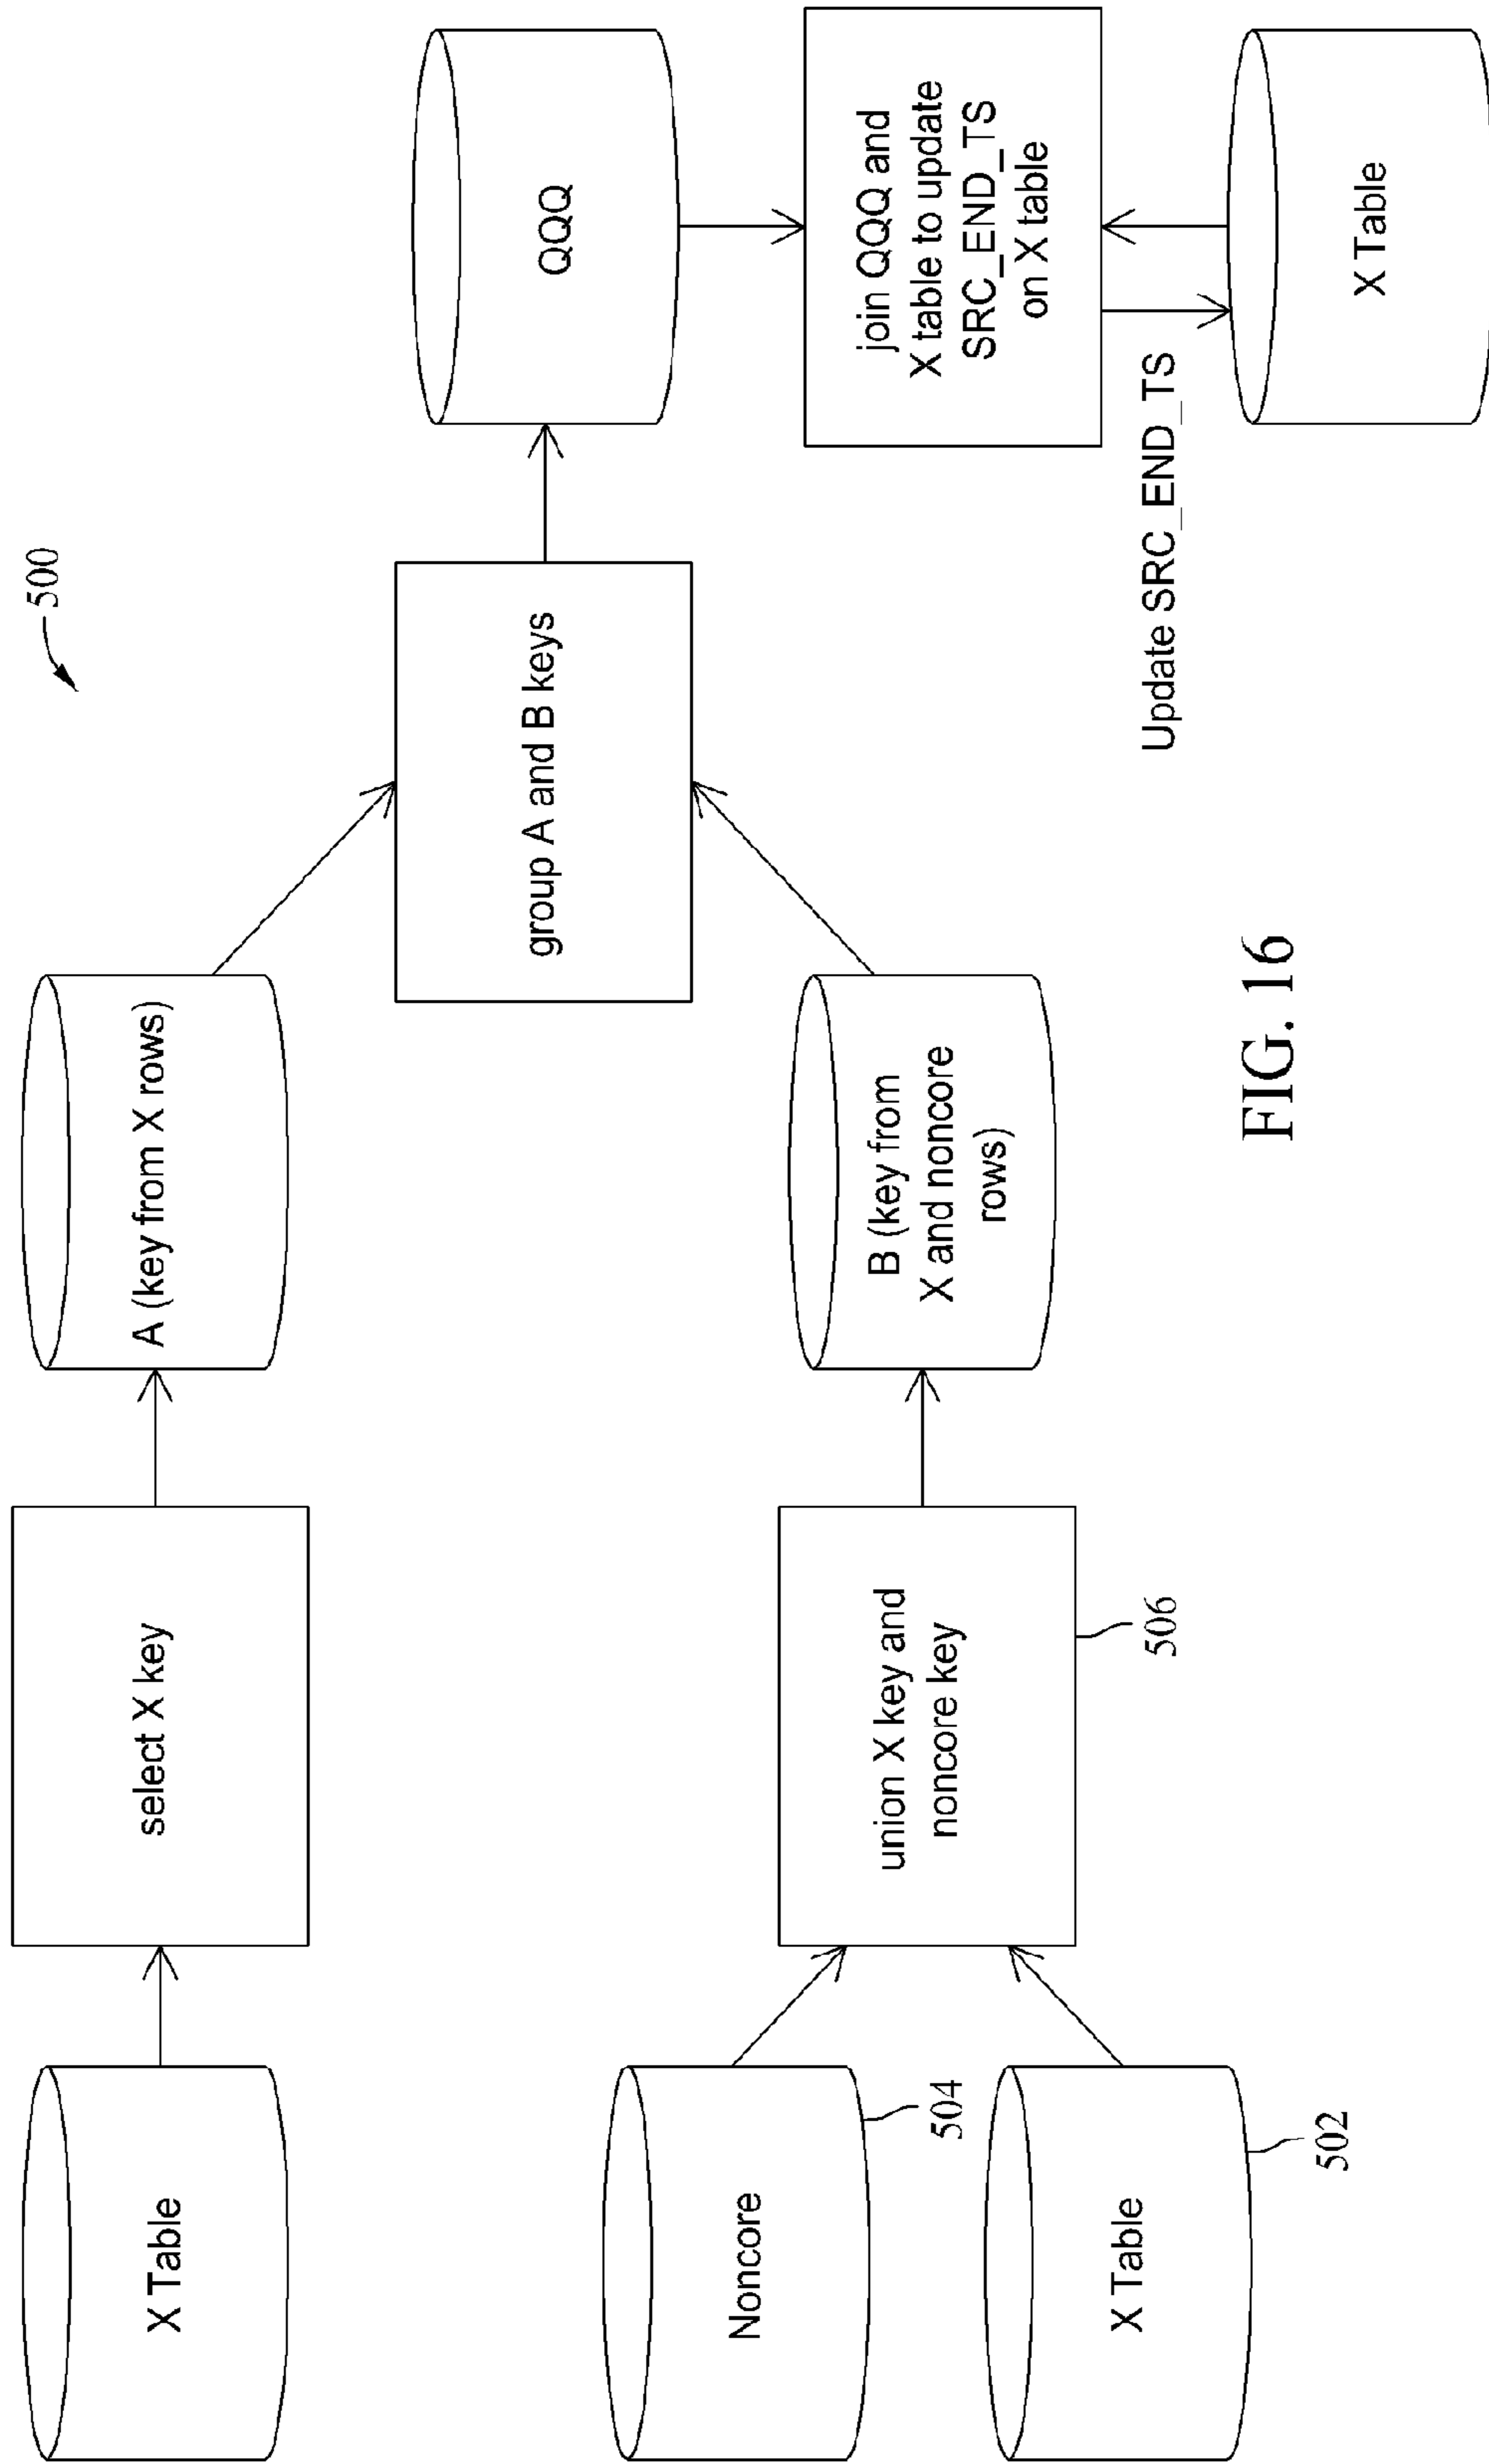 500
X Table
select X key
A (key from X rows)
group A and B keys
QQQ
Noncore
504
X Table
502
union X key and
noncore key
506
B (key from
X and noncore
rows)
join QQQ and
X table to update
SRC_END_TS
on X table
Update SRC_END_TS
X Table
FIG. 16